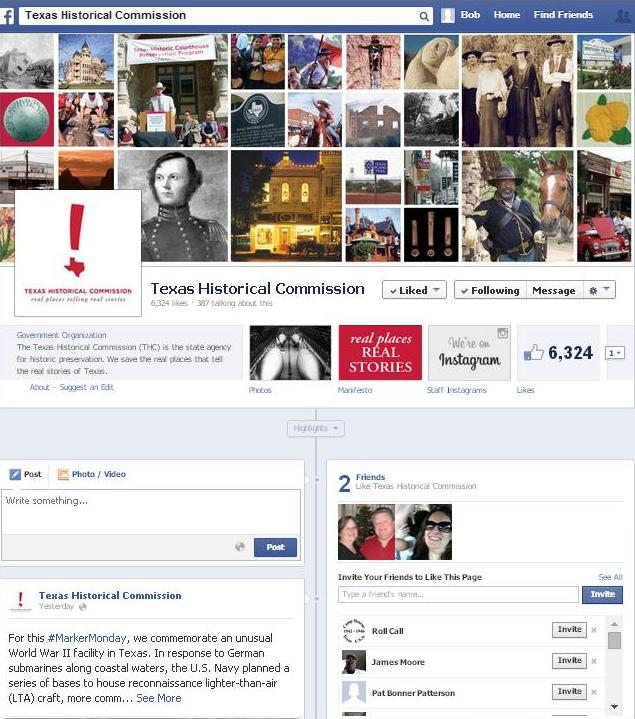 Texas Historical Commission
Bob Home Find Friends
Texas Historic Courthouse
Preservation Program
TEXAS HISTORICAL COMMISSION
real places telling real stories
Texas Historical Commission
6,324 likes · 387 talking about this
Liked
Following
Message
Government Organization
The Texas Historical Commission (THC) is the state agency
for historic preservation. We save the real places that tell
the real stories of Texas.
About – Suggest an Edit
Photos
real places
REAL
STORIES
Manifesto
We're on
Instagram
Staff Instagrams
6,324
Likes
1
Highlights
Post
Photo / Video
Write something...
Post
Texas Historical Commission
Yesterday
For this #MarkerMonday, we commemorate an unusual
World War II facility in Texas. In response to German
submarines along coastal waters, the U.S. Navy planned a
series of bases to house reconnaissance lighter-than-air
(LTA) craft, more comm... See More
2 Friends
Like Texas Historical Commission
Invite Your Friends to Like This Page
See All
Type a friend's name...
Invite
Roll Call
Invite
James Moore
Invite
Pat Bonner Patterson
Invite